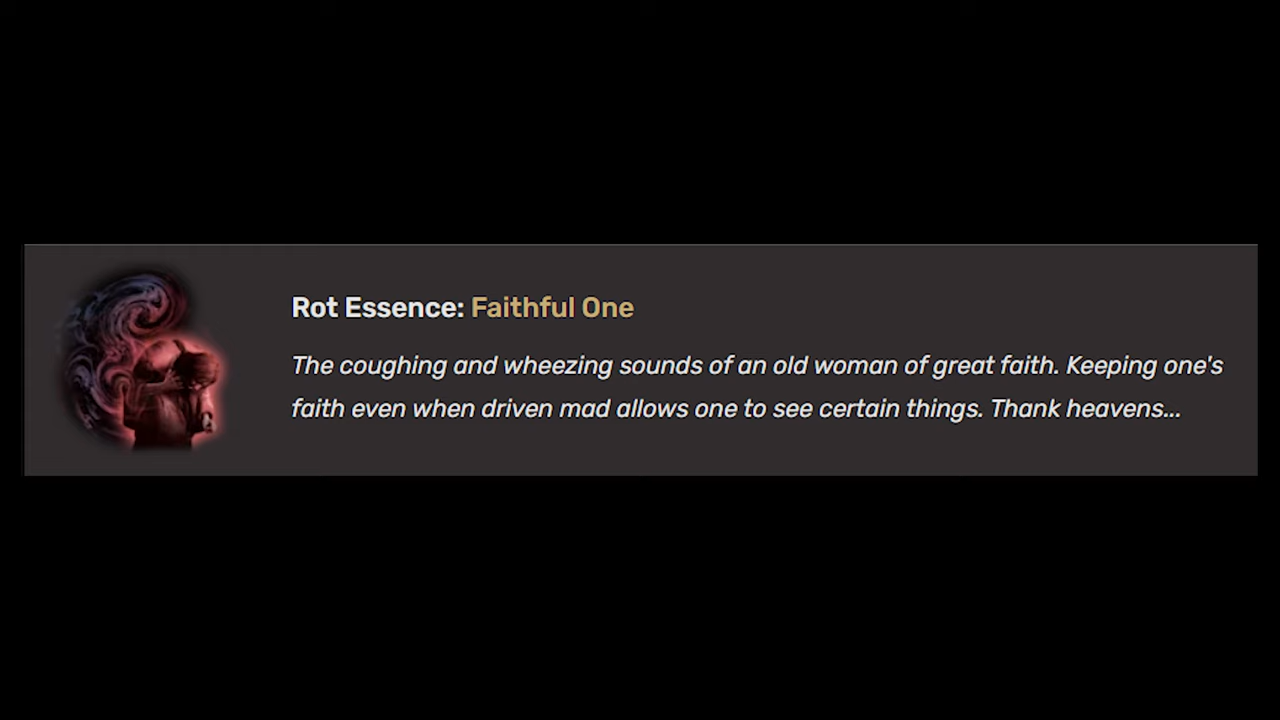 Rot Essence: Faithful One
The coughing and wheezing sounds of an old woman of great faith. Keeping one's
faith even when driven mad allows one to see certain things. Thank heavens...